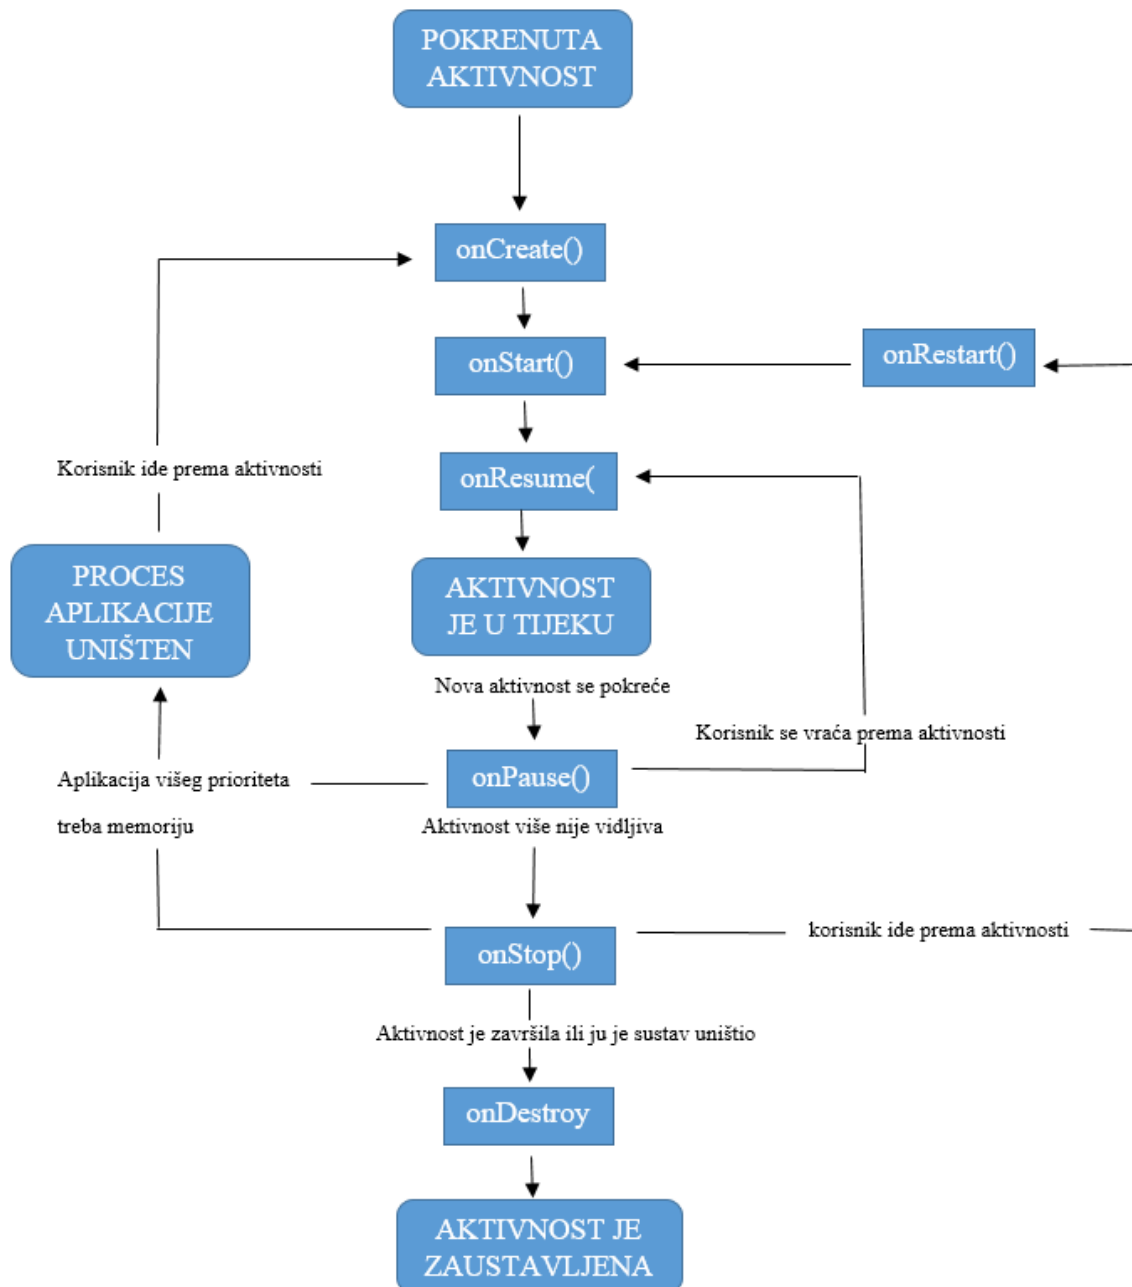 POKRENUTA
AKTIVNOST
onCreate()
onStart()
onRestart()
Korisnik ide prema aktivnosti
onResume(
PROCES
APLIKACIJE
UNIŠTEN
AKTIVNOST
JE U TIJEKU
Nova aktivnost se pokreće
Korisnik se vraća prema aktivnosti
Aplikacija višeg prioriteta
treba memoriju
onPause()
Aktivnost više nije vidljiva
onStop()
korisnik ide prema aktivnosti
Aktivnost je završila ili ju je sustav uništio
onDestroy
AKTIVNOST JE
ZAUSTAVLJENA